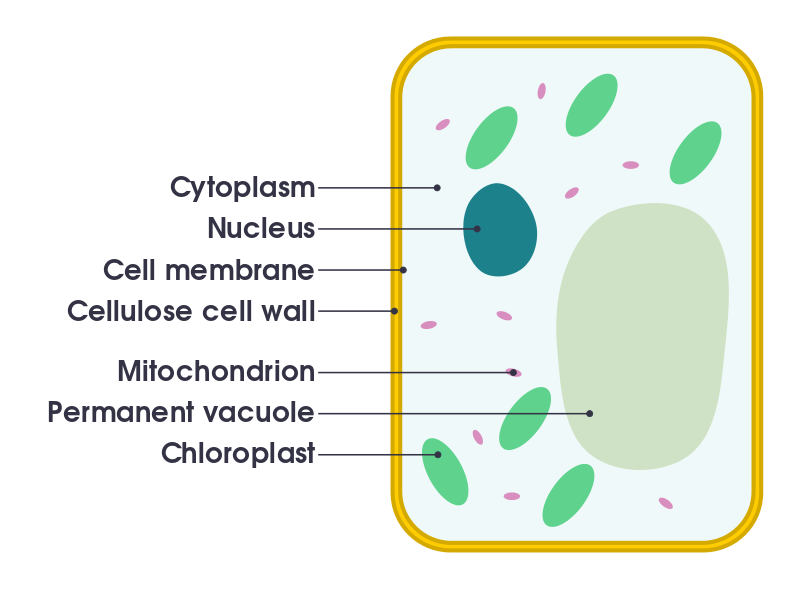 Cytoplasm
Nucleus
Cell membrane
Cellulose cell wall
Mitochondrion
Permanent vacuole
Chloroplast